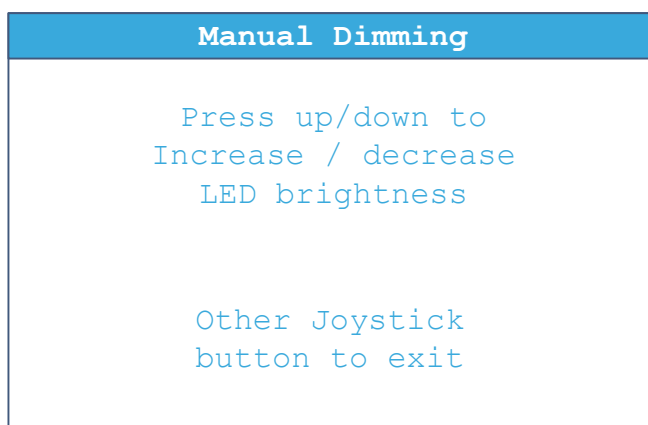 Manual Dimming
Press up/down to
Increase / decrease
LED brightness
Other Joystick
button to exit